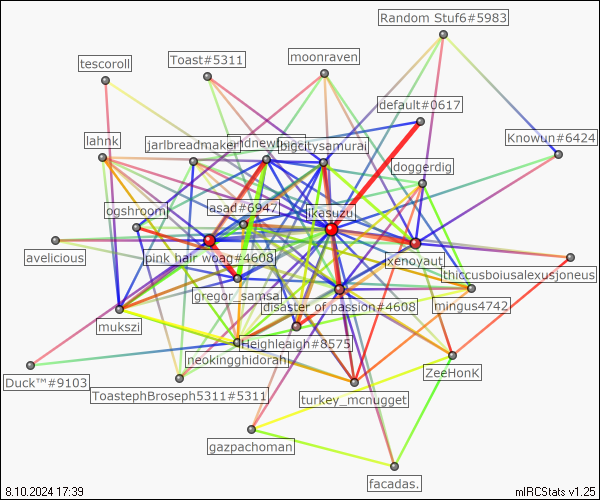 Random Stuf6#5983
tescoroll
Toast#5311
moonraven
default#0617
Knowun#6424
lahnk
jarlbreadmaker
bigcitysamurai
doggerdig
ogshroom
asad#6947
ikasuzu
avelicious
pink hair woag#4608
xenoyaut
thiccusboiusalexusjoneus
gregor_samsa
disaster of passion#4608
mingus4742
mukszi
Heighleaigh#8575
neokingghidorah
ZeeHonK
Duck™#9103
ToastephBroseph5311#5311
turkey_mcnugget
gazpachoman
facadas.
8.10.2024 17:39
mIRCStats v1.25